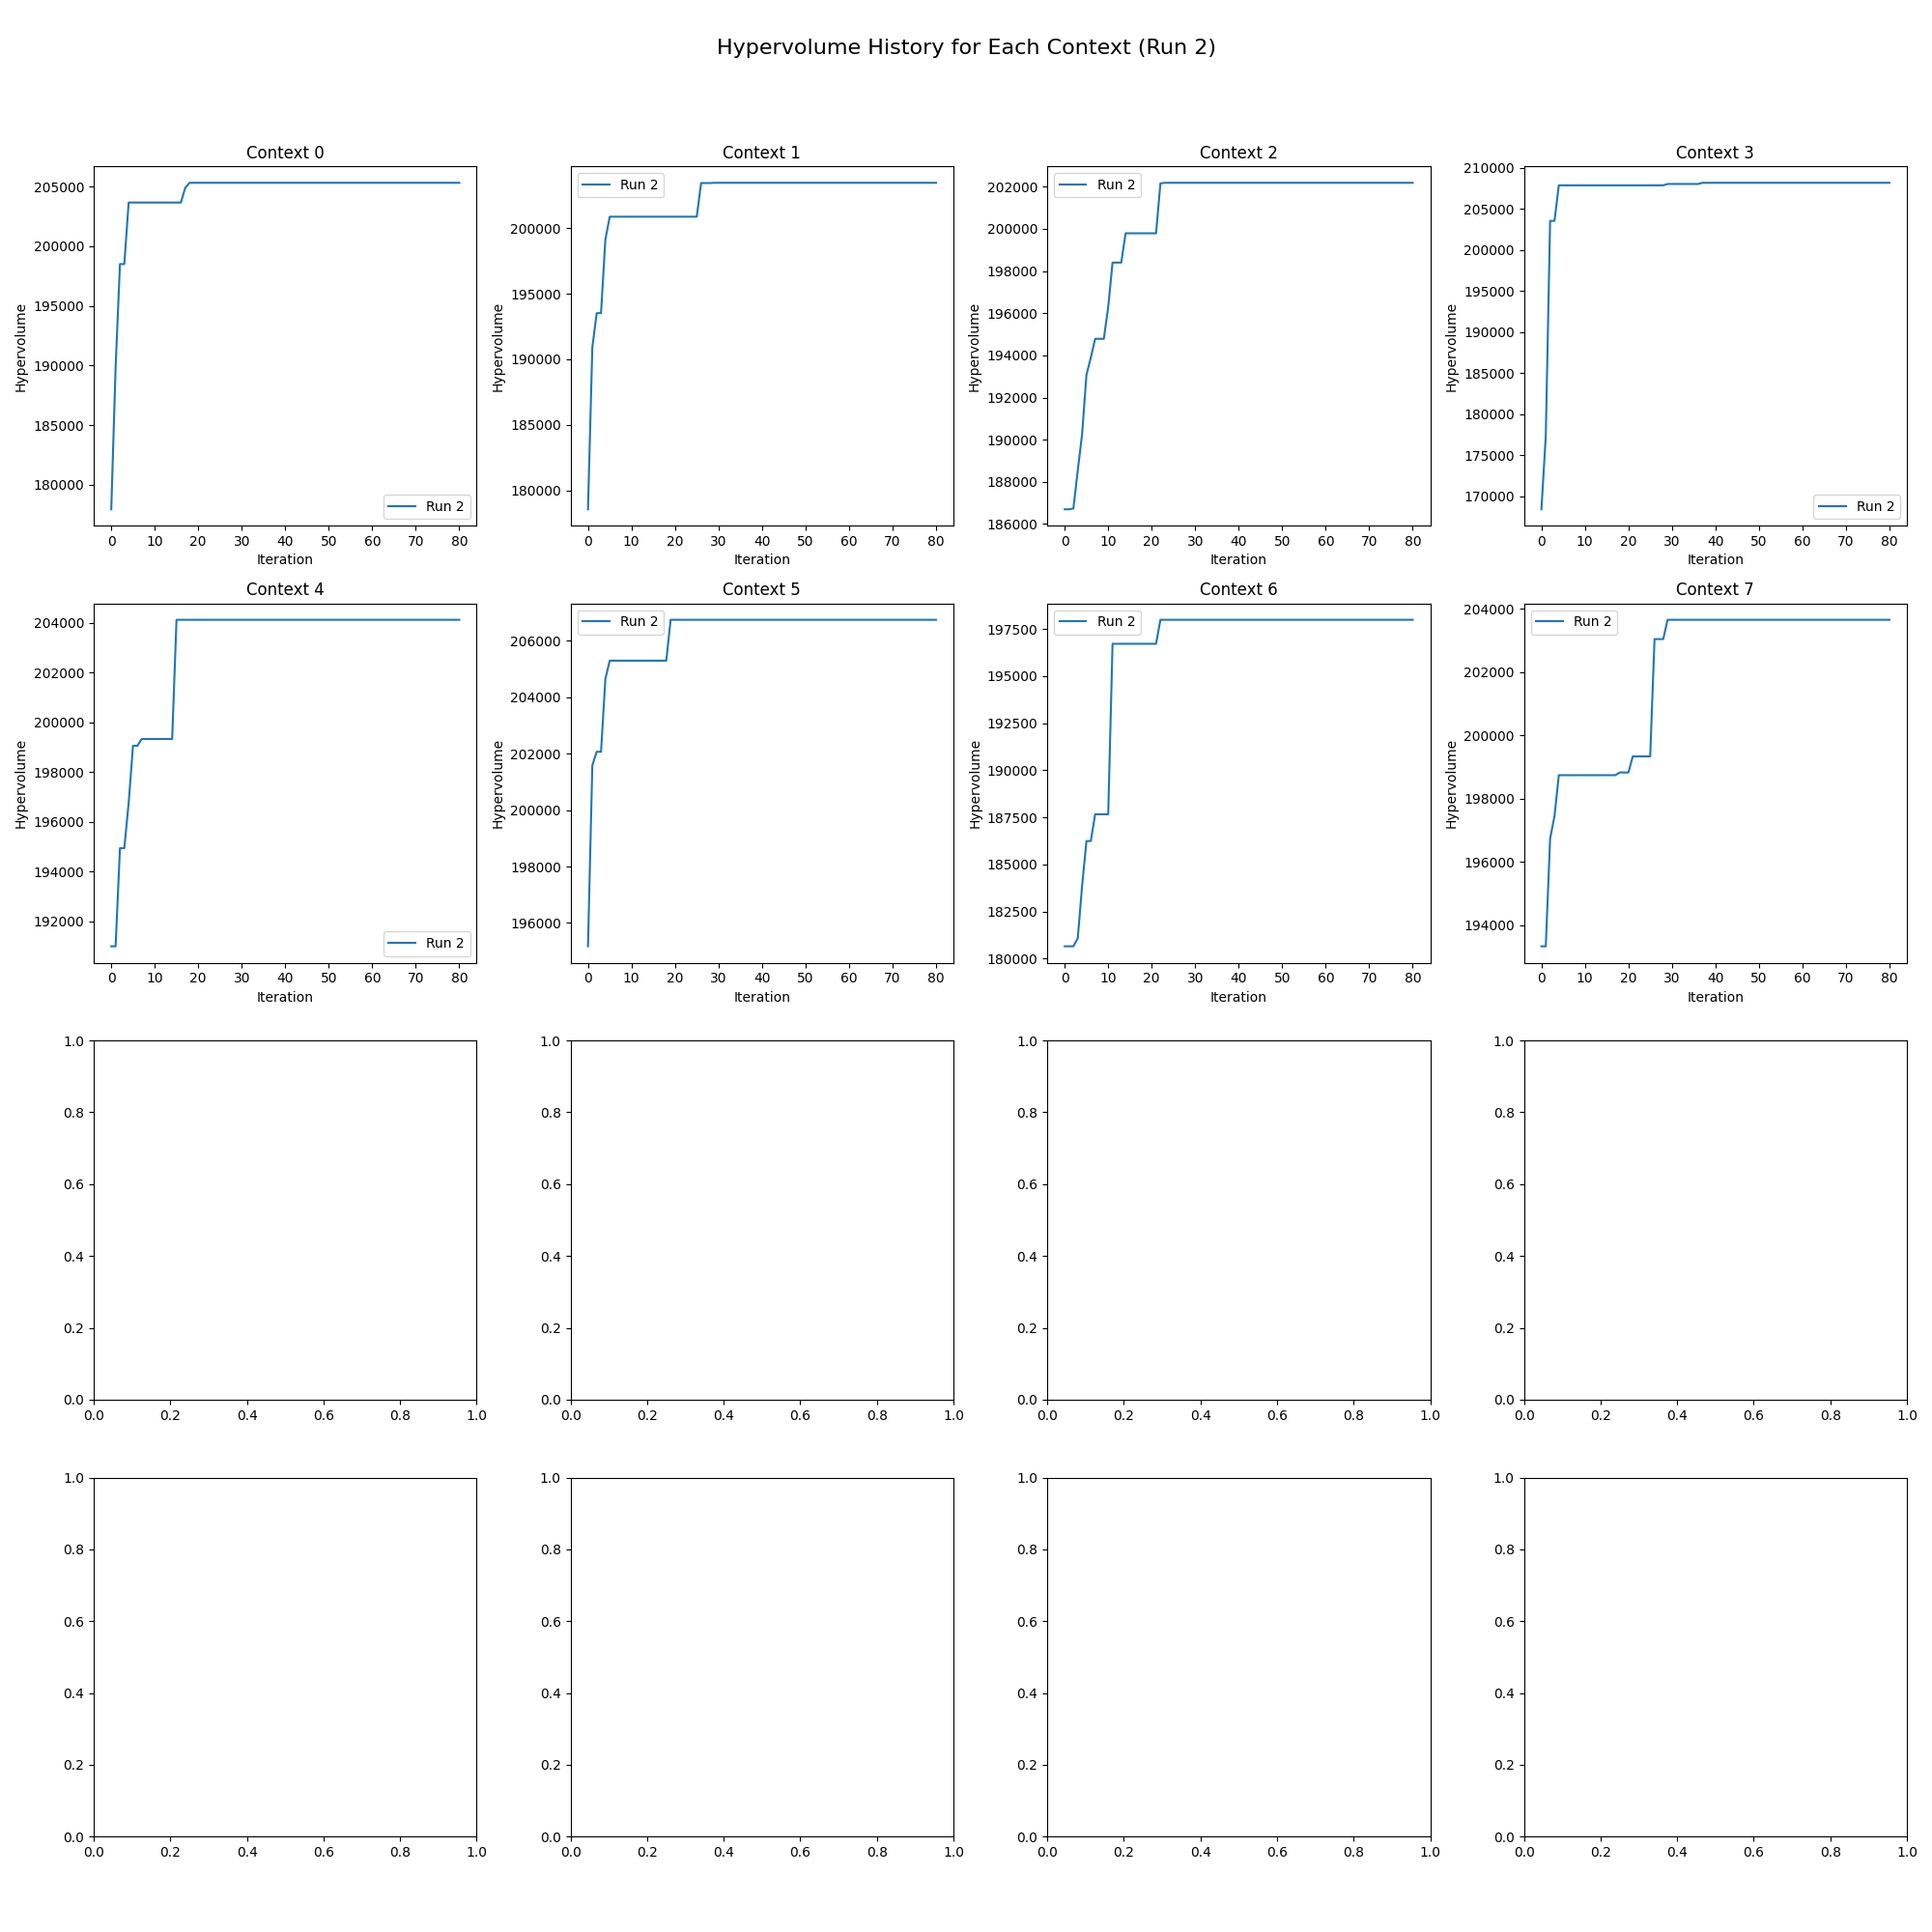 Hypervolume History for Each Context (Run 2)
Context 0 Context 1 Context 2 Context 3
205000
200000
195000
190000
185000
180000
Hypervolume
Run 2
0 10 20 30 40 50 60 70 80
Iteration
200000
195000
190000
185000
180000
Hypervolume
Run 2
0 10 20 30 40 50 60 70 80
Iteration
202000
200000
198000
196000
194000
192000
190000
188000
186000
Hypervolume
Run 2
0 10 20 30 40 50 60 70 80
Iteration
210000
205000
200000
195000
190000
185000
180000
175000
170000
Hypervolume
Run 2
0 10 20 30 40 50 60 70 80
Iteration
Context 4 Context 5 Context 6 Context 7
204000
202000
200000
198000
196000
194000
192000
Hypervolume
Run 2
0 10 20 30 40 50 60 70 80
Iteration
206000
204000
202000
200000
198000
196000
Hypervolume
Run 2
0 10 20 30 40 50 60 70 80
Iteration
197500
195000
192500
190000
187500
185000
182500
180000
Hypervolume
Run 2
0 10 20 30 40 50 60 70 80
Iteration
204000
202000
200000
198000
196000
194000
Hypervolume
Run 2
0 10 20 30 40 50 60 70 80
Iteration
1.0
0.8
0.6
0.4
0.2
0.0
0.0 0.2 0.4 0.6 0.8 1.0
1.0
0.8
0.6
0.4
0.2
0.0
0.0 0.2 0.4 0.6 0.8 1.0
1.0
0.8
0.6
0.4
0.2
0.0
0.0 0.2 0.4 0.6 0.8 1.0
1.0
0.8
0.6
0.4
0.2
0.0
0.0 0.2 0.4 0.6 0.8 1.0
1.0
0.8
0.6
0.4
0.2
0.0
0.0 0.2 0.4 0.6 0.8 1.0
1.0
0.8
0.6
0.4
0.2
0.0
0.0 0.2 0.4 0.6 0.8 1.0
1.0
0.8
0.6
0.4
0.2
0.0
0.0 0.2 0.4 0.6 0.8 1.0
1.0
0.8
0.6
0.4
0.2
0.0
0.0 0.2 0.4 0.6 0.8 1.0